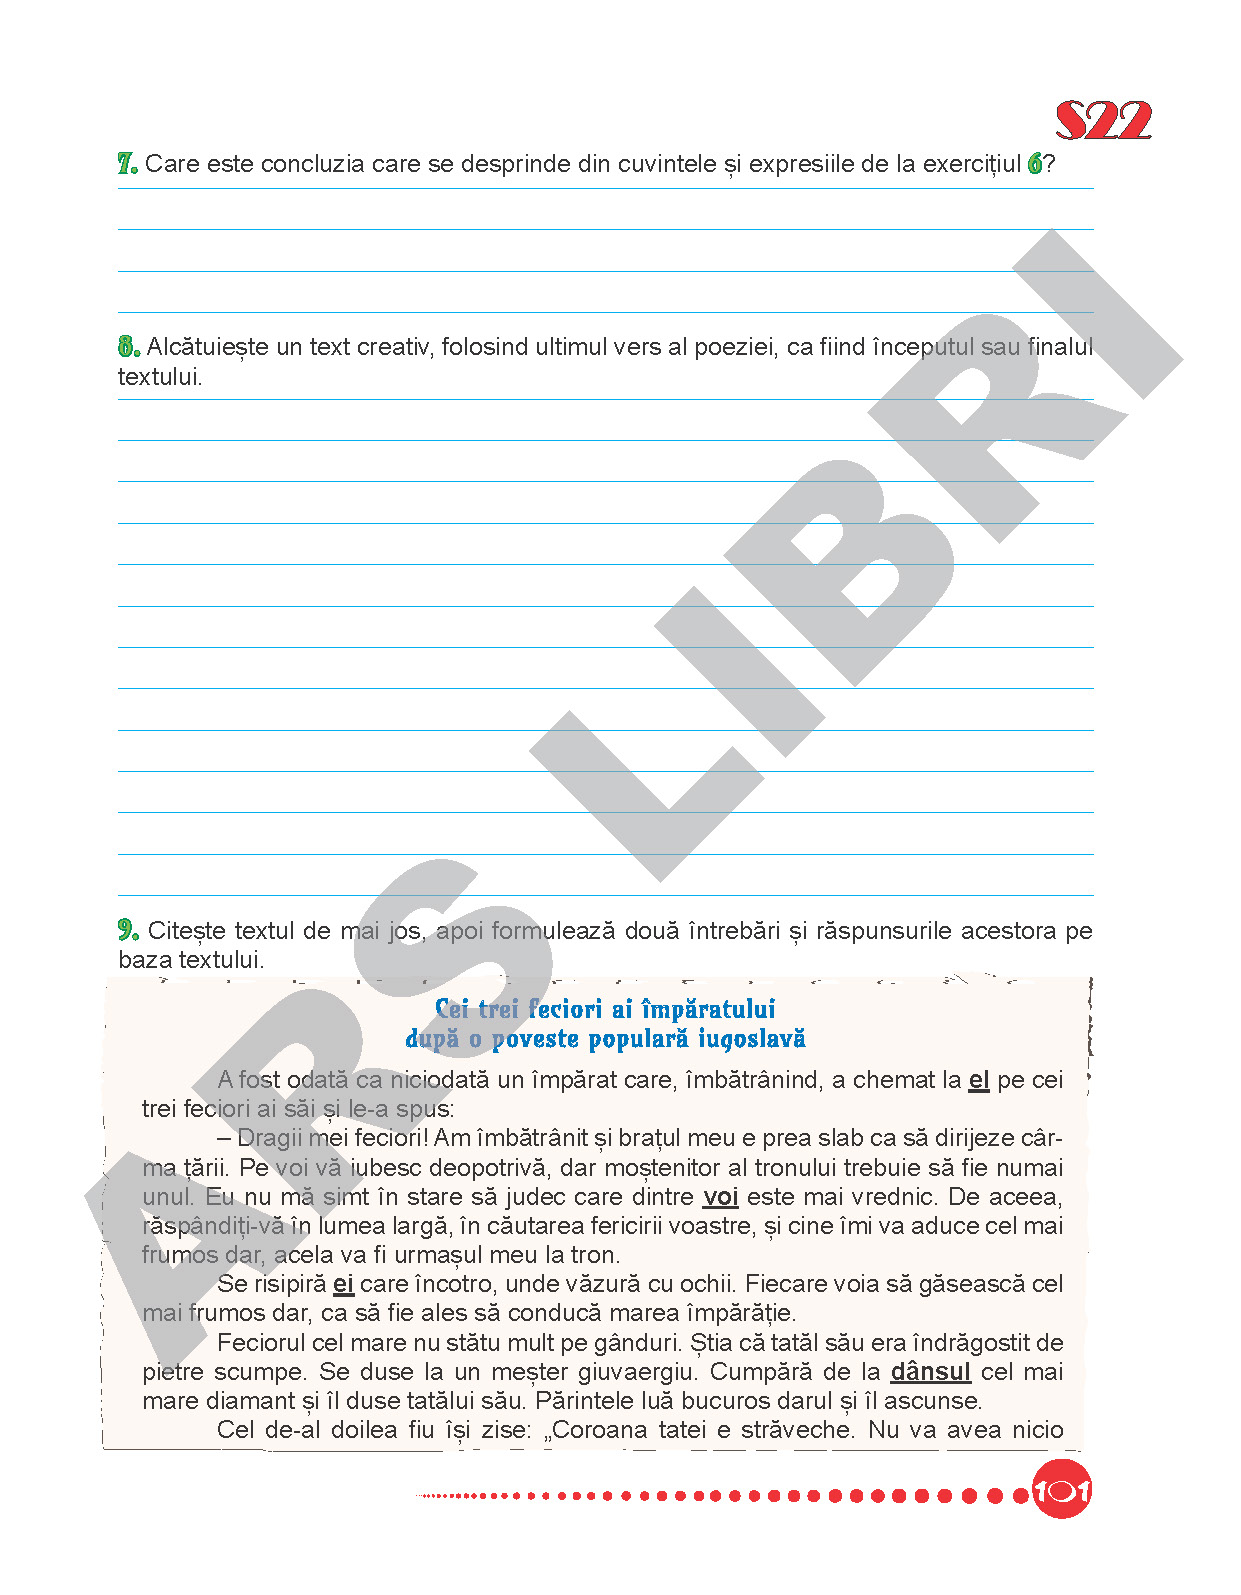 S22
7. Care este concluzia care se desprinde din cuvintele și expresiile de la exercițiul 6?
8. Alcătuiește un text creativ, folosind ultimul vers al poeziei, ca fiind începutul sau finalul
textului.
9. Citește textul de mai jos, apoi formulează două întrebări și răspunsurile acestora pe
baza textului.
Cei trei feciori ai împăratului
după o poveste populară iugoslavă
A fost odată ca niciodată un împărat care, îmbătrânind, a chemat la el pe cei
trei feciori ai săi și le-a spus:
– Dragii mei feciori! Am îmbătrânit și brațul meu e prea slab ca să dirijeze câr-
ma țării. Pe voi vă iubesc deopotrivă, dar moștenitor al tronului trebuie să fie numai
unul. Eu nu mă simt în stare să judec care dintre voi este mai vrednic. De aceea,
răspândiți-vă în lumea largă, în căutarea fericirii voastre, și cine îmi va aduce cel mai
frumos dar, acela va fi urmașul meu la tron.
Se risipiră ei care încotro, unde văzură cu ochii. Fiecare voia să găsească cel
mai frumos dar, ca să fie ales să conducă marea împărăție.
Feciorul cel mare nu stătu mult pe gânduri. Știa că tatăl său era îndrăgostit de
pietre scumpe. Se duse la un meșter giuvaergiu. Cumpără de la dânsul cel mai
mare diamant și îl duse tatălui său. Părintele luă bucuros darul și îl ascunse.
Cel de-al doilea fiu își zise: „Coroana tatei e străveche. Nu va avea nicio
101
ARS LIBRI